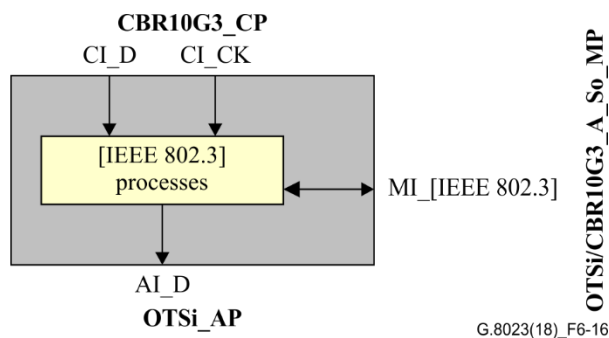 CBR10G3_CP
CI_D CI_CK
[IEEE 802.3]
processes
MI_[IEEE 802.3]
AI_D
OTSi_AP
OTSi/CBR10G3_A_So_MP
G.8023(18)_F6-16